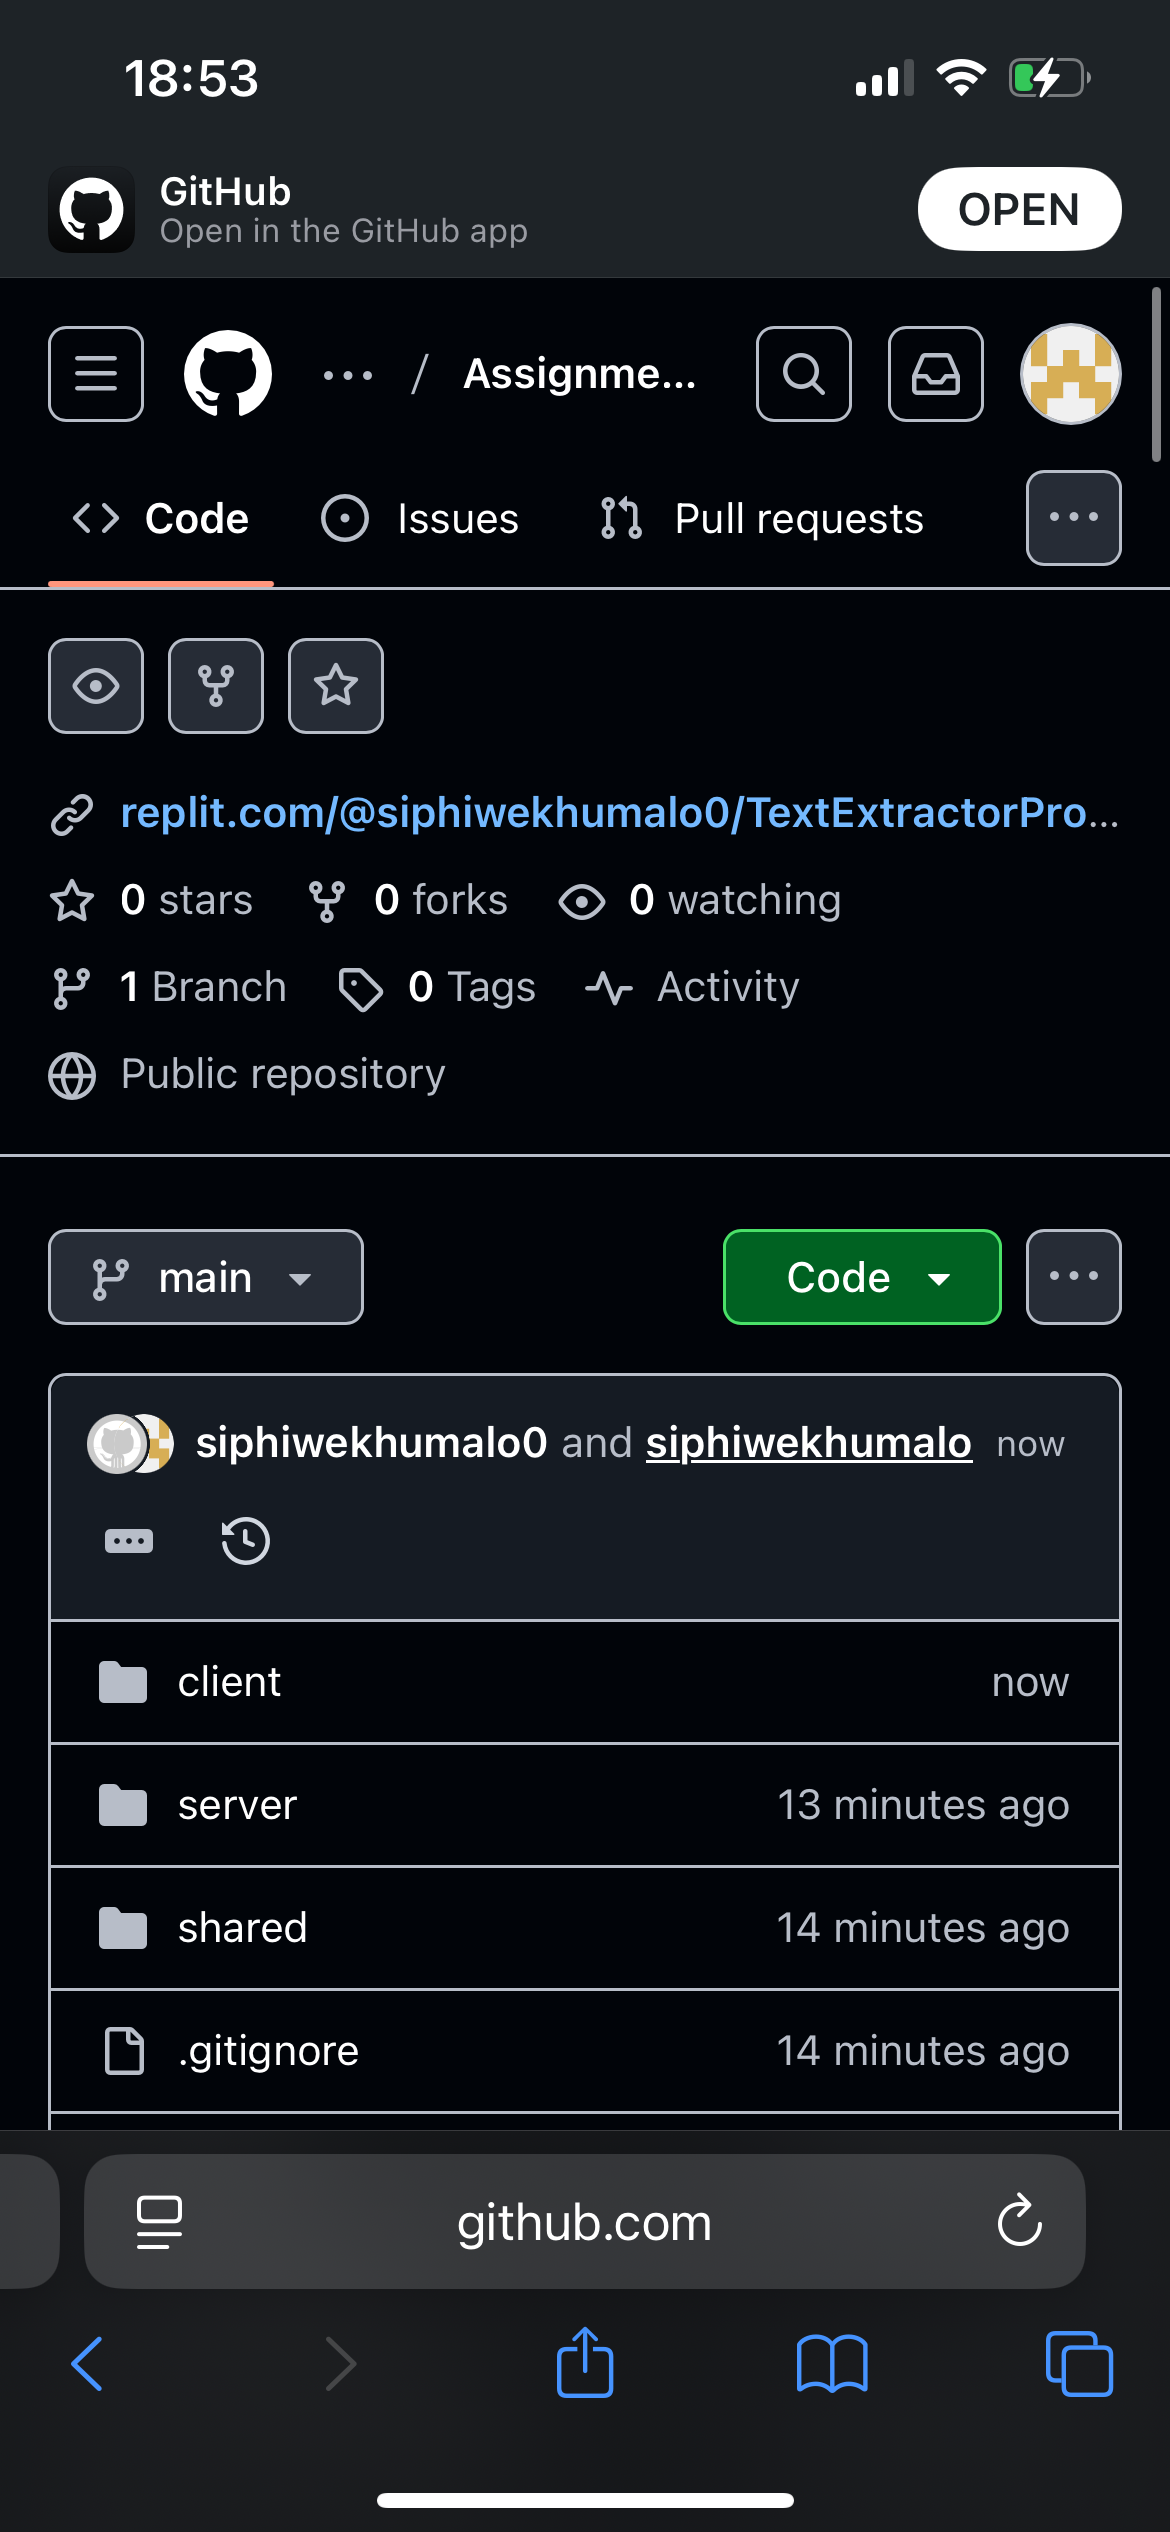 18:53
GitHub
Open in the GitHub app
OPEN
... / Assignme...
Code Issues Pull requests
replit.com/@siphiwekhumalo0/TextExtractorPro...
0 stars 0 forks 0 watching
1 Branch 0 Tags Activity
Public repository
main Code
siphiwekhumalo0 and siphiwekhumalo now
client now
server 13 minutes ago
shared 14 minutes ago
.gitignore 14 minutes ago
github.com